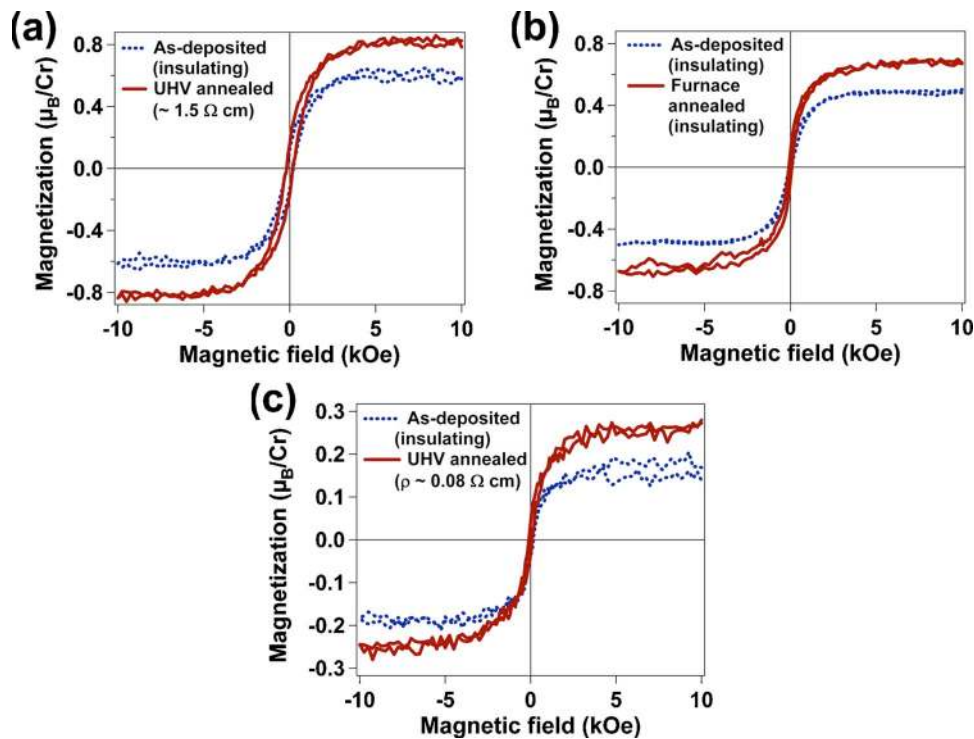 (a)
As-deposited
(insulating)
UHV annealed
(~ 1.5 Ω cm)
0.8
0.4
0.0
-0.4
-0.8
Magnetization (μB/Cr)
-10 -5 0 5 10
Magnetic field (kOe)
(b)
As-deposited
(insulating)
Furnace
annealed
(insulating)
0.8
0.4
0.0
-0.4
-0.8
Magnetization (μB/Cr)
-10 -5 0 5 10
Magnetic field (kOe)
(c)
As-deposited
(insulating)
UHV annealed
(ρ ~ 0.08 Ω cm)
0.3
0.2
0.1
0.0
-0.1
-0.2
-0.3
Magnetization (μB/Cr)
-10 -5 0 5 10
Magnetic field (kOe)